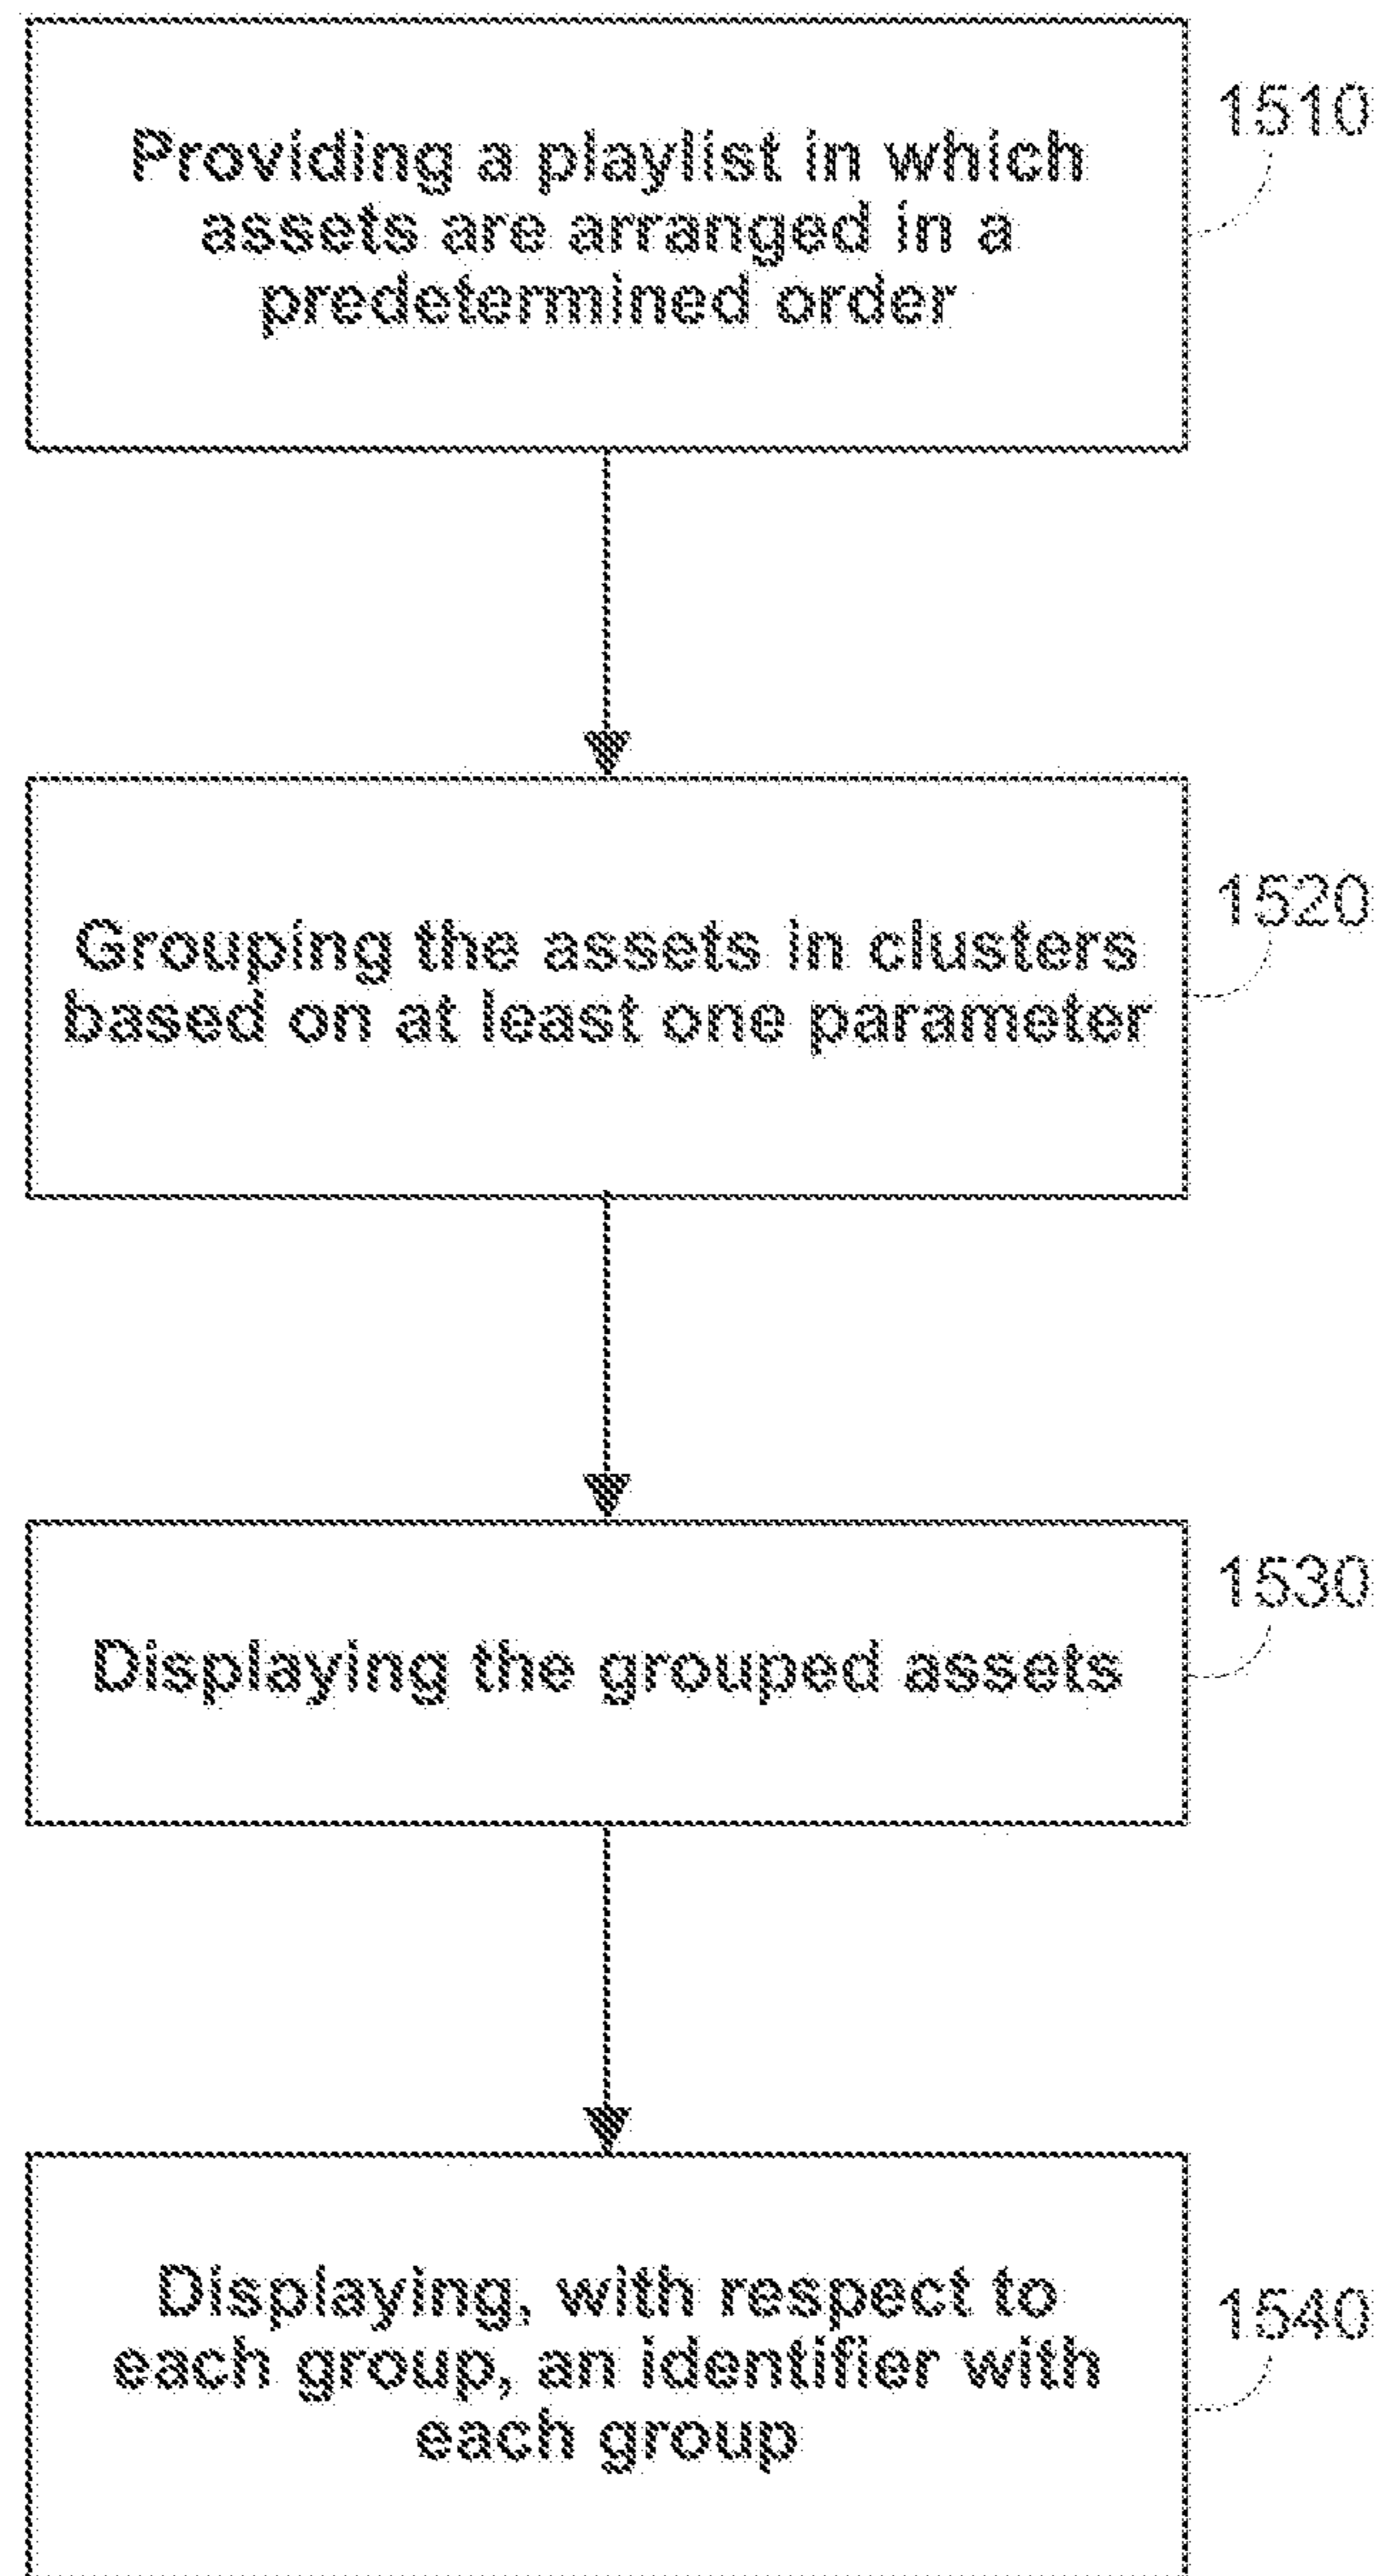 1510
Providing a playlist in which
assets are arranged in a
predetermined order
1520
Grouping the assets in clusters
based on at least one parameter
1530
Displaying the grouped assets
1540
Displaying, with respect to
each group, an identifier with
each group